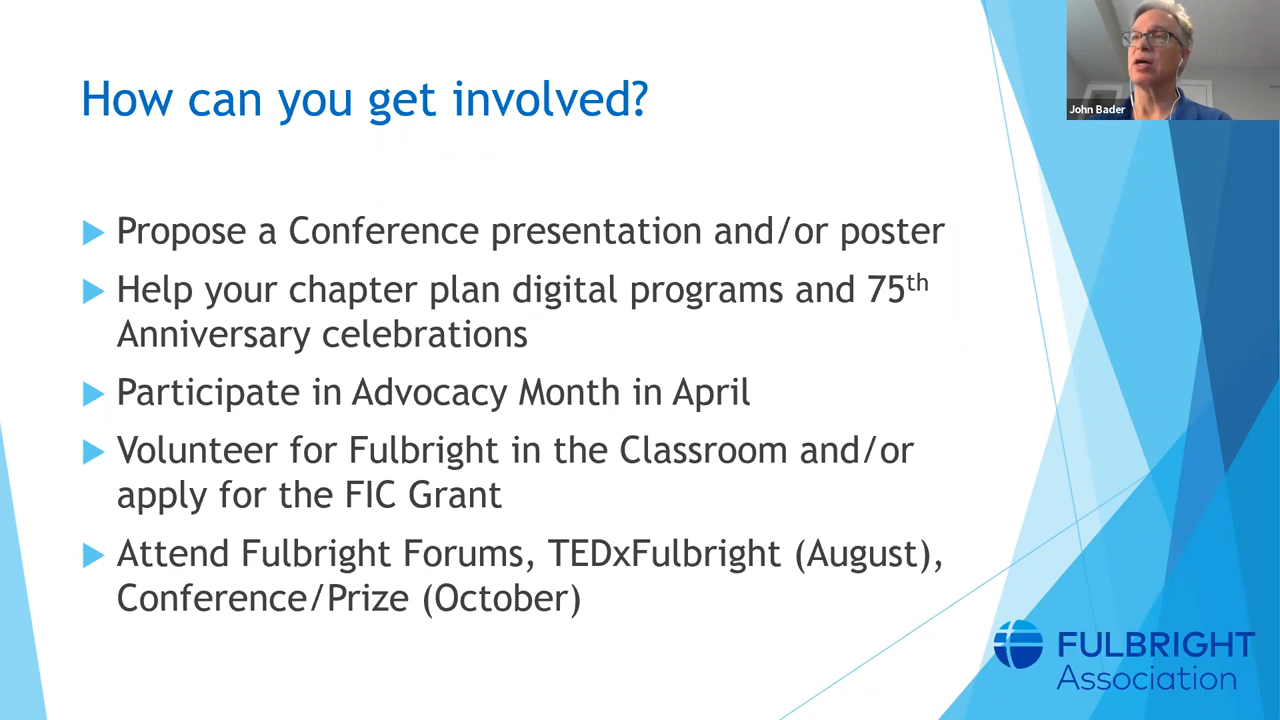 How can you get involved?
John Bader
Propose a Conference presentation and/or poster
Help your chapter plan digital programs and 75th
Anniversary celebrations
Participate in Advocacy Month in April
Volunteer for Fulbright in the Classroom and/or
apply for the FIC Grant
Attend Fulbright Forums, TEDxFulbright (August),
Conference/Prize (October)
FULBRIGHT
Association